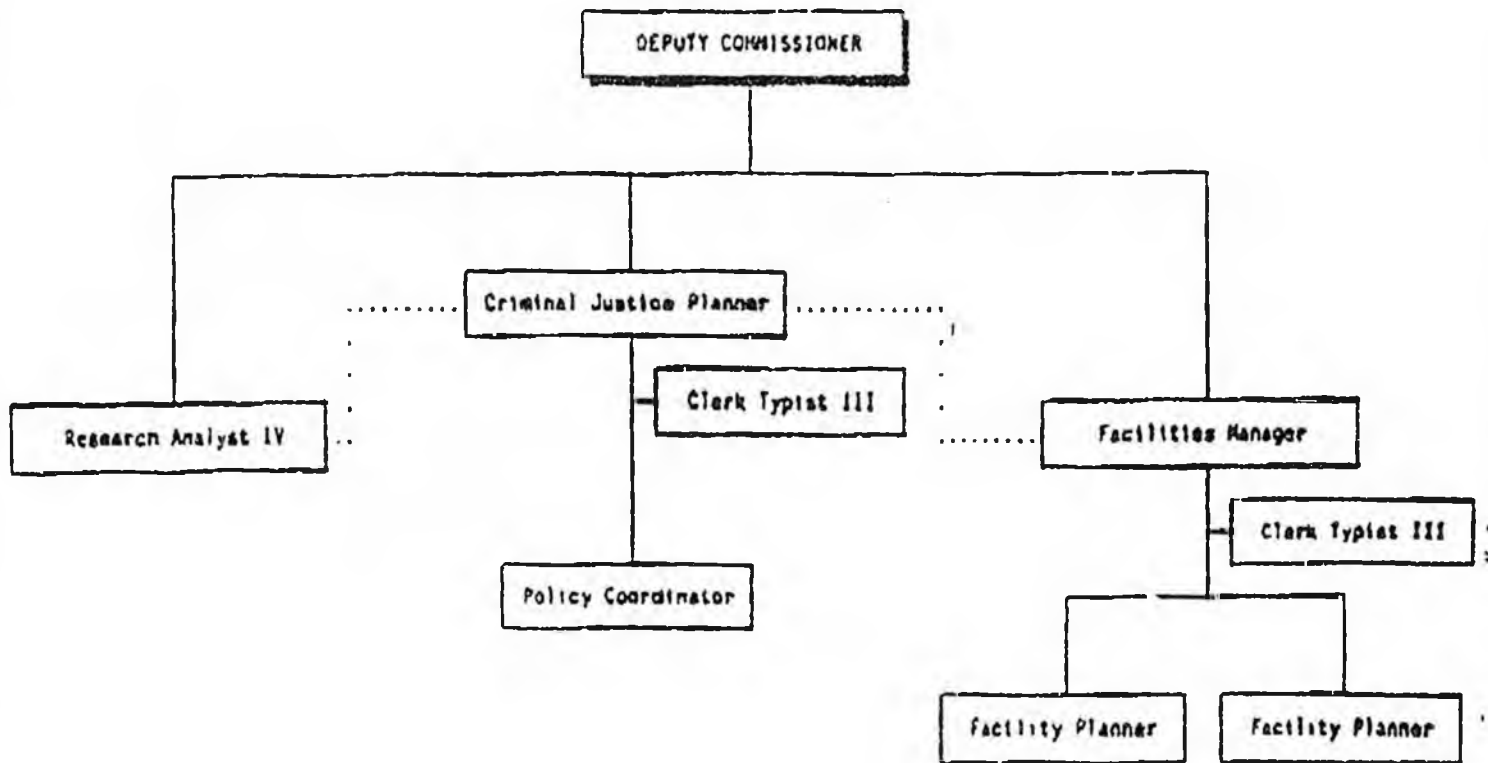 DEPUTY COMMISSIONER
Criminal Justice Planner
Clerk Typist III
Research Analyst IV
Facilities Manager
Clerk Typist III
Policy Coordinator
Facility Planner
Facility Planner